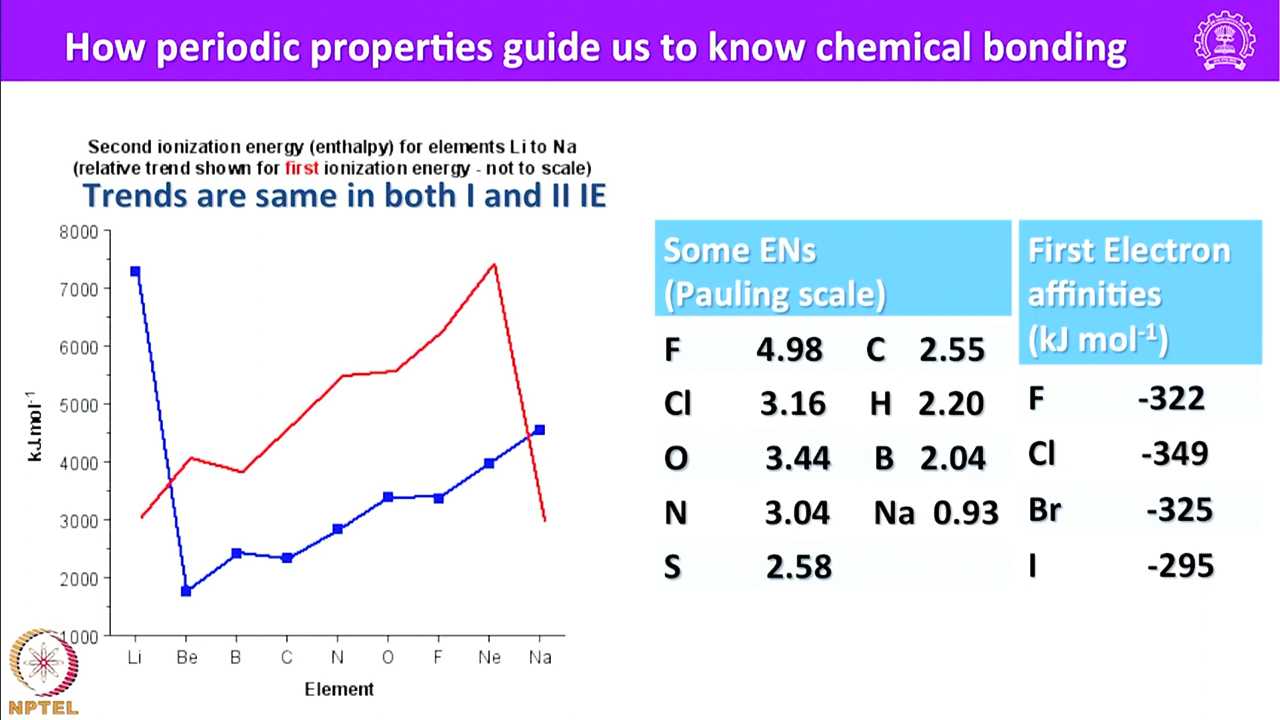 How periodic properties guide us to know chemical bonding
Second ionization energy (enthalpy) for elements Li to Na
(relative trend shown for first ionization energy - not to scale)
Trends are same in both I and II IE
8000
7000
6000
5000
4000
3000
2000
1000
kJ.mol⁻¹
Li Be B C N O F Ne Na
Element
Some ENs
(Pauling scale)
F 4.98 C 2.55
Cl 3.16 H 2.20
O 3.44 B 2.04
N 3.04 Na 0.93
S 2.58
First Electron
affinities
(kJ mol⁻¹)
F -322
Cl -349
Br -325
I -295
NPTEL